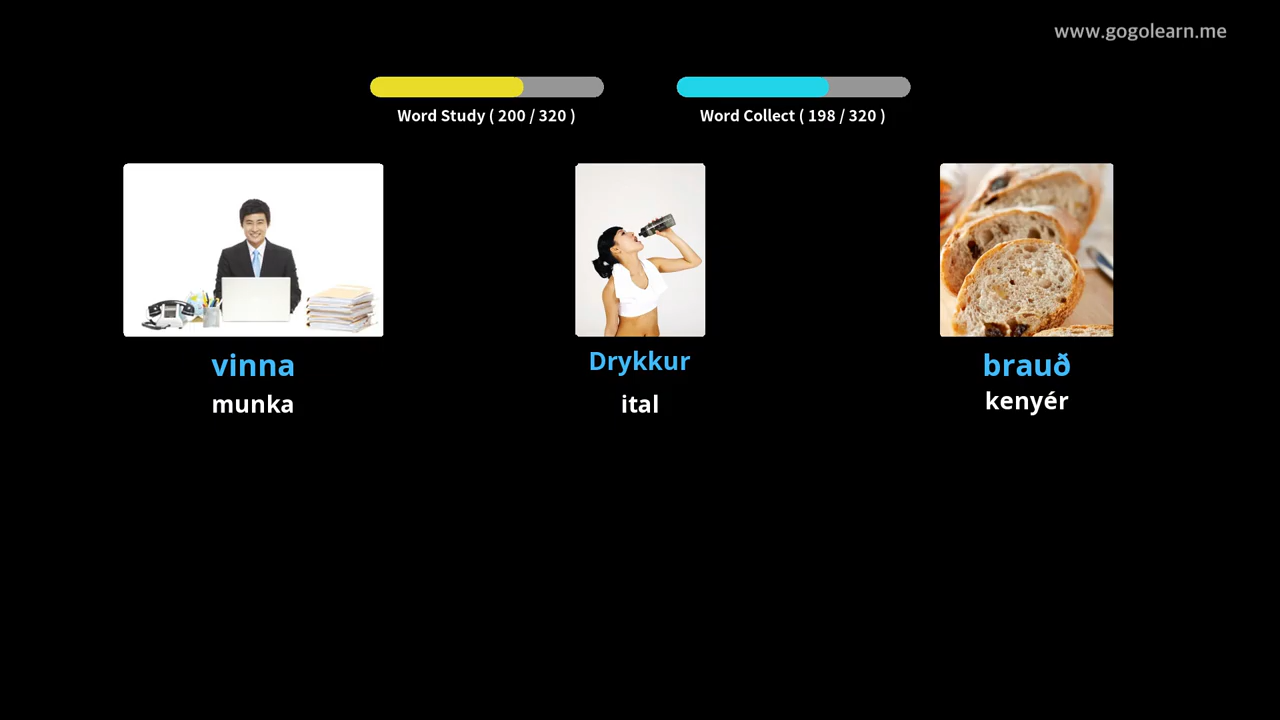 www.gogolearn.me
Word Study ( 200 / 320 )
Word Collect ( 198 / 320 )
vinna
munka
Drykkur
ital
brauð
kenyér